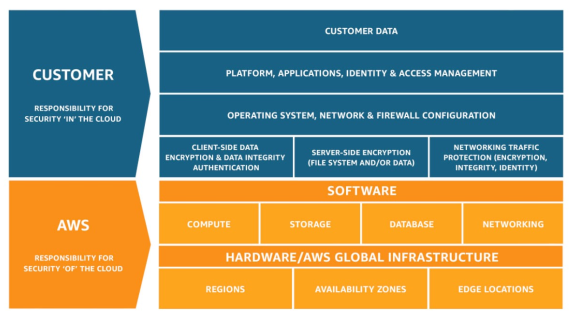 CUSTOMER
RESPONSIBILITY FOR
SECURITY ‘IN’ THE CLOUD
CUSTOMER DATA
PLATFORM, APPLICATIONS, IDENTITY & ACCESS MANAGEMENT
OPERATING SYSTEM, NETWORK & FIREWALL CONFIGURATION
CLIENT-SIDE DATA
ENCRYPTION & DATA INTEGRITY
AUTHENTICATION
SERVER-SIDE ENCRYPTION
(FILE SYSTEM AND/OR DATA)
NETWORKING TRAFFIC
PROTECTION (ENCRYPTION,
INTEGRITY, IDENTITY)
AWS
RESPONSIBILITY FOR
SECURITY ‘OF’ THE CLOUD
SOFTWARE
COMPUTE
STORAGE
DATABASE
NETWORKING
HARDWARE/AWS GLOBAL INFRASTRUCTURE
REGIONS
AVAILABILITY ZONES
EDGE LOCATIONS